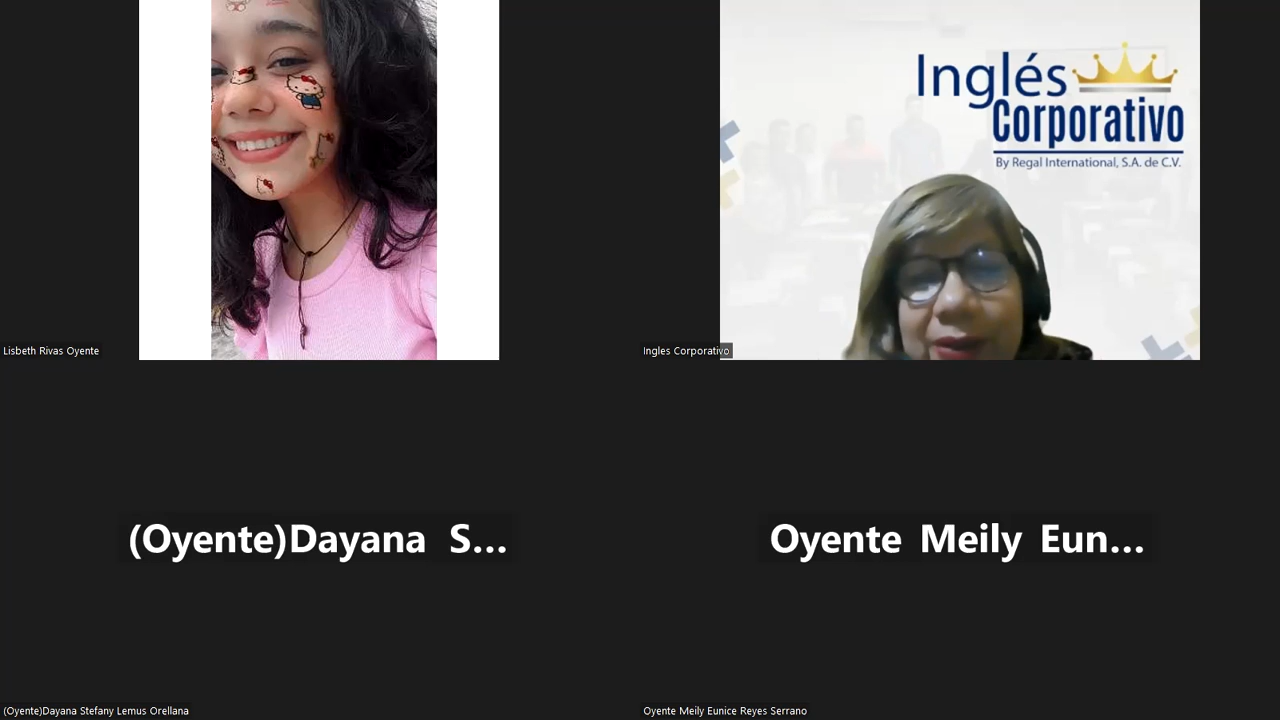 Inglés
Corporativo
By Regal International, S.A. de C.V.
Lisbeth Rivas Oyente
Ingles Corporativo
(Oyente)Dayana S...
Oyente Meily Eun...
(Oyente)Dayana Stefany Lemus Orellana
Oyente Meily Eunice Reyes Serrano